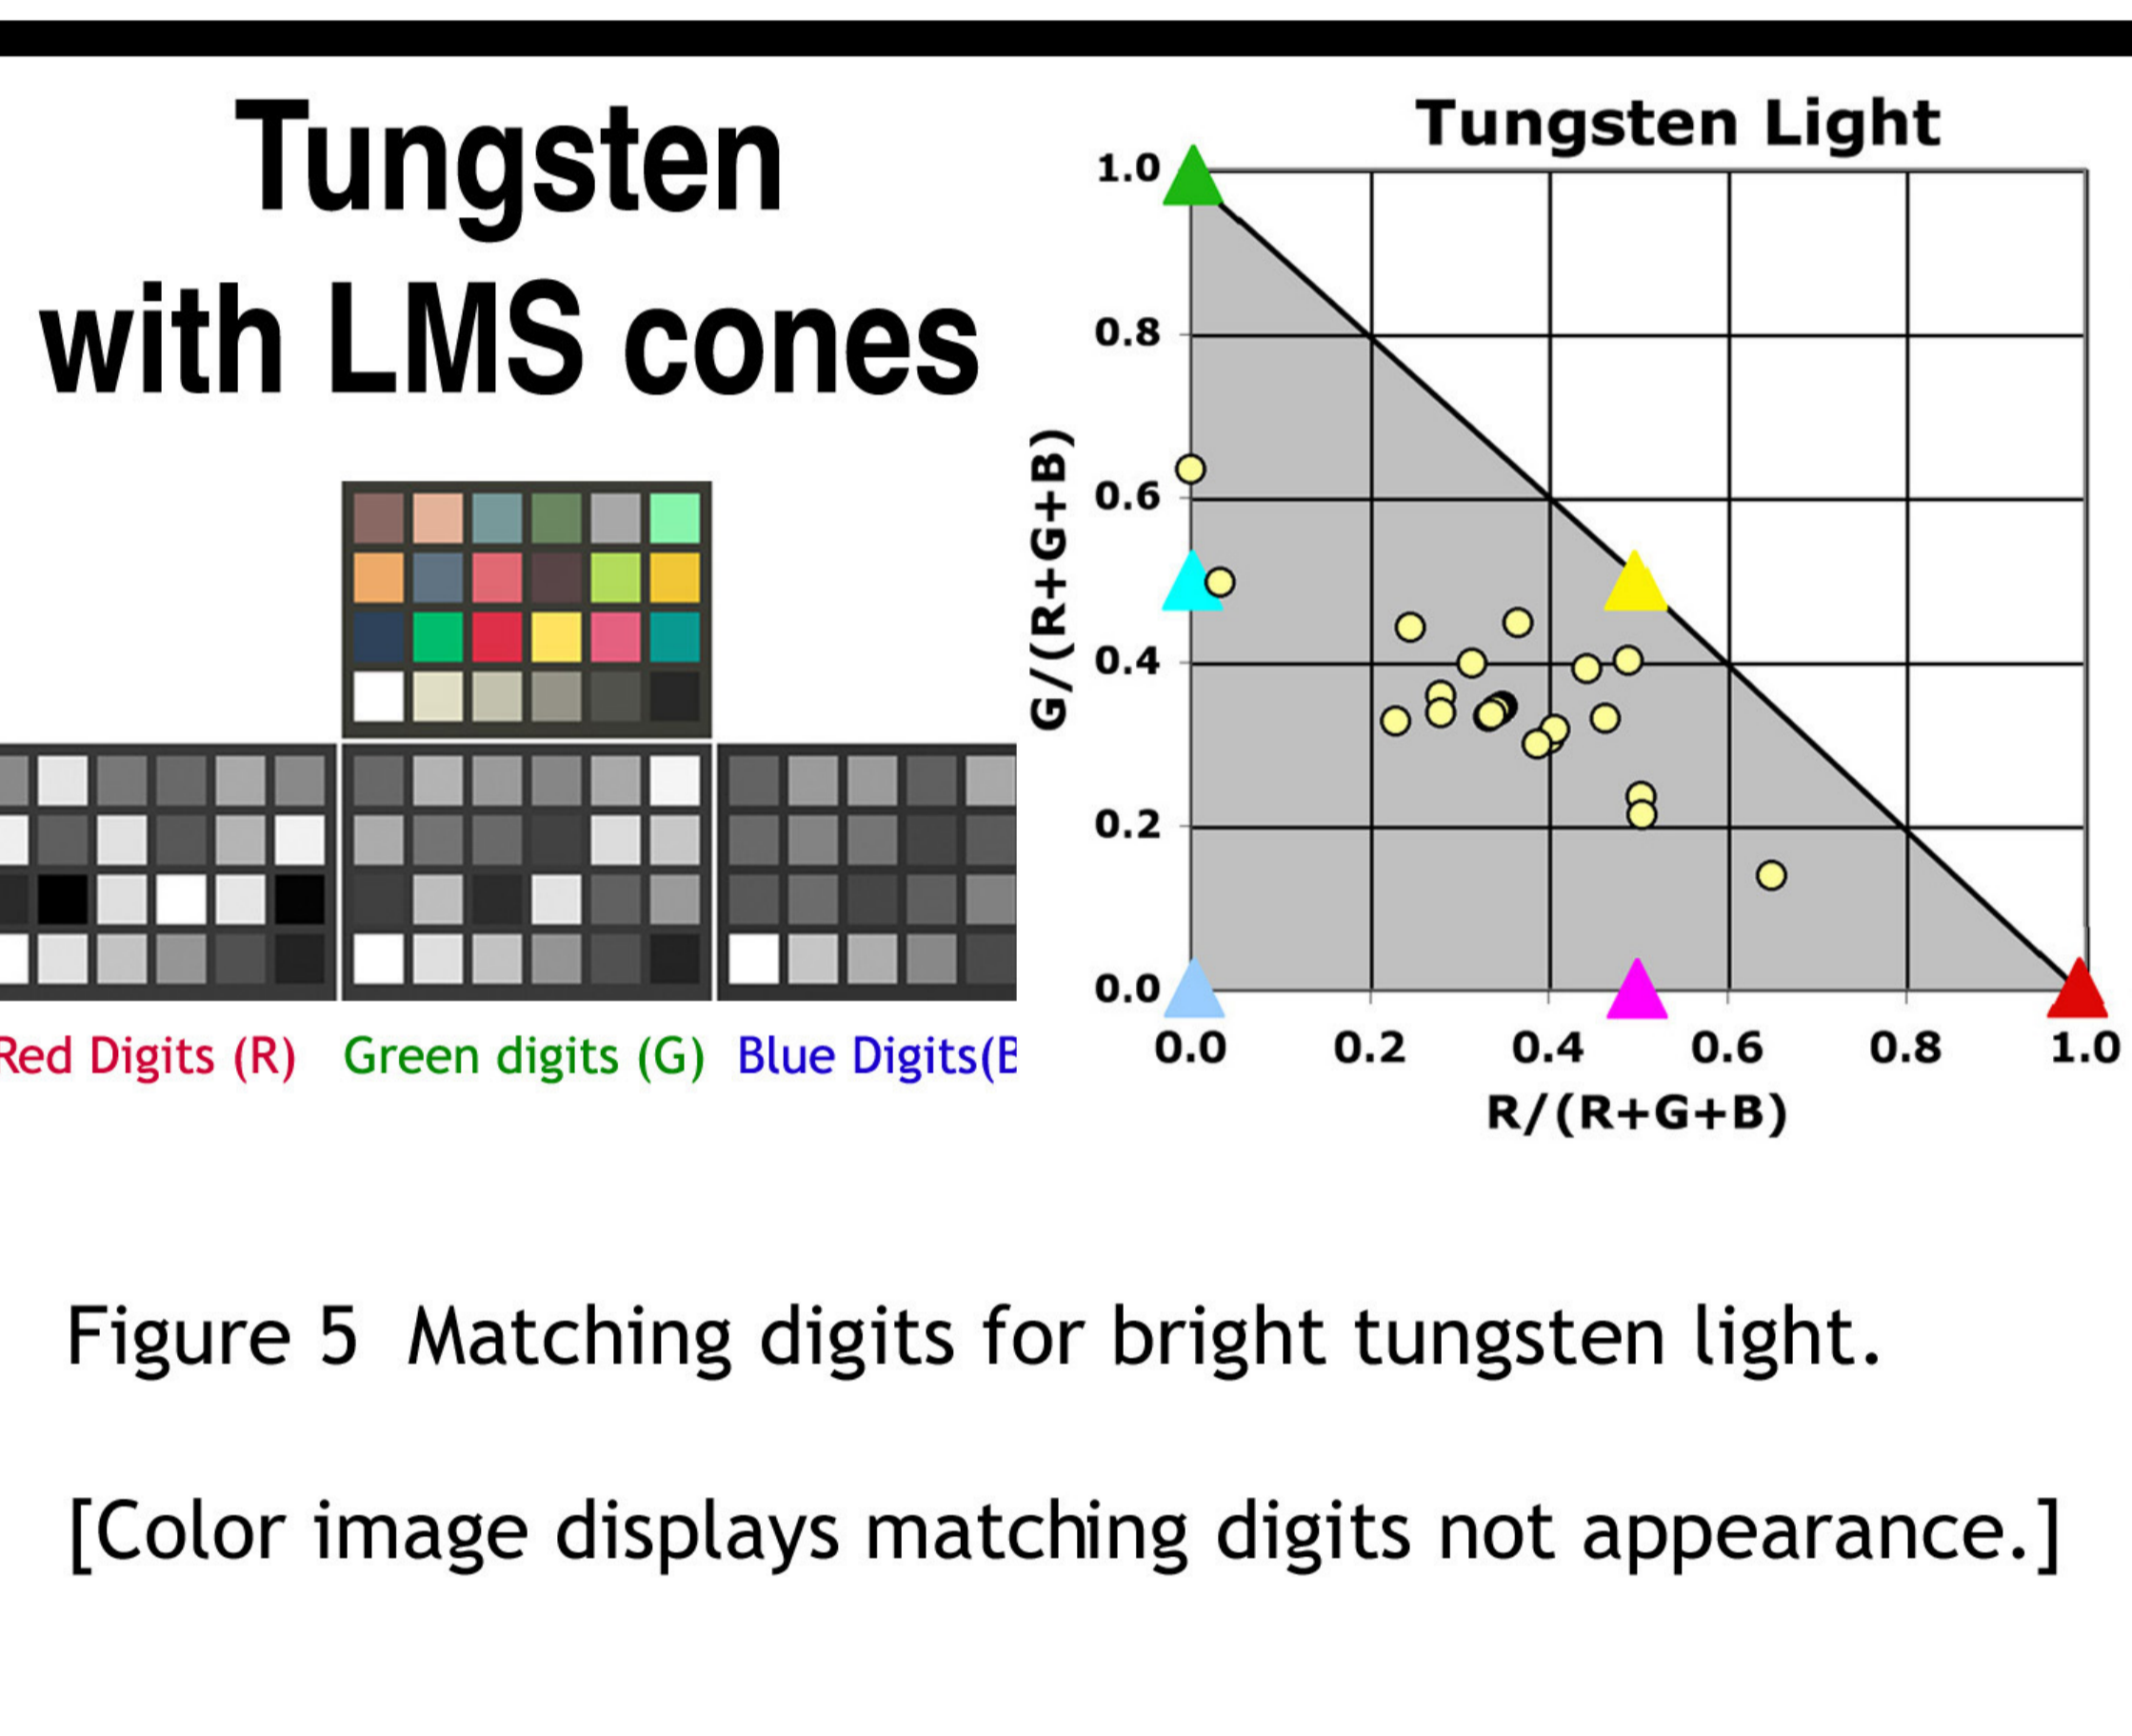 Tungsten
with LMS cones
Red Digits (R)
Green digits (G)
Blue Digits(B
Tungsten Light
1.0
0.8
0.6
0.4
0.2
0.0
G/(R+G+B)
0.0 0.2 0.4 0.6 0.8 1.0
R/(R+G+B)
Figure 5 Matching digits for bright tungsten light.
[Color image displays matching digits not appearance.]